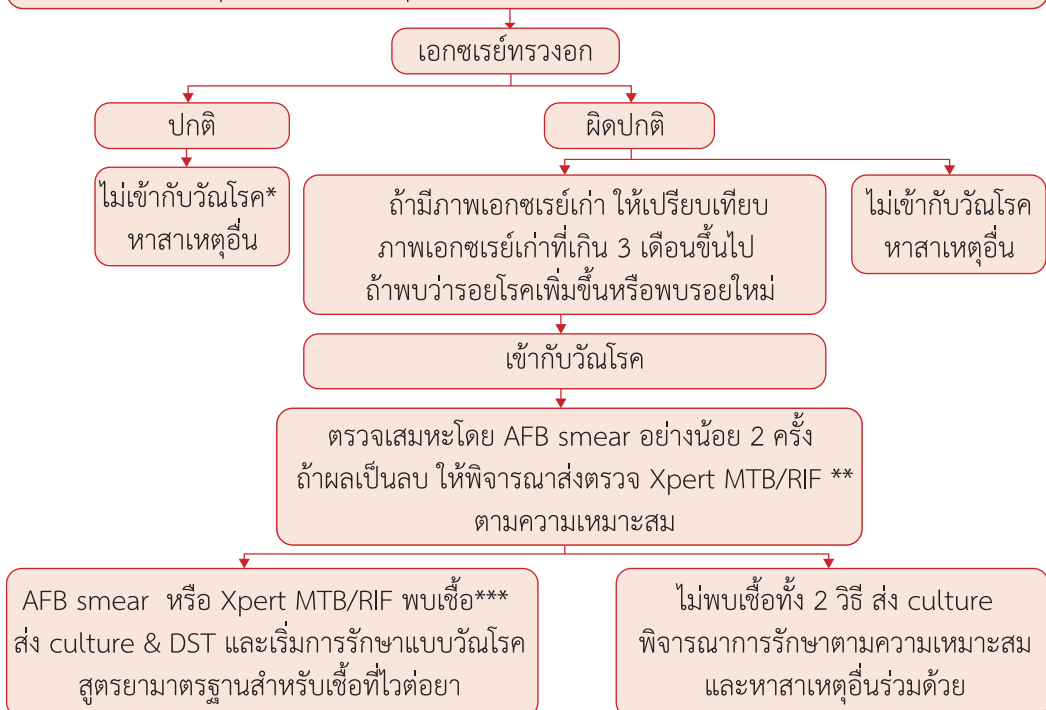 เอกซเรย์ทรวงอก
ปกติ
ผิดปกติ
ไม่เข้ากับวัณโรค*
หาสาเหตุอื่น
ถ้ามีภาพเอกซเรย์เก่า ให้เปรียบเทียบ
ภาพเอกซเรย์เก่าที่เกิน 3 เดือนขึ้นไป
ถ้าพบว่ารอยโรคเพิ่มขึ้นหรือพบรอยใหม่
ไม่เข้ากับวัณโรค
หาสาเหตุอื่น
เข้ากับวัณโรค
ตรวจเสมหะโดย AFB smear อย่างน้อย 2 ครั้ง
ถ้าผลเป็นลบ ให้พิจารณาส่งตรวจ Xpert MTB/RIF **
ตามความเหมาะสม
AFB smear หรือ Xpert MTB/RIF พบเชื้อ***
ส่ง culture & DST และเริ่มการรักษาแบบวัณโรค
สูตรยามาตรฐานสำหรับเชื้อที่ไวต่อยา
ไม่พบเชื้อทั้ง 2 วิธี ส่ง culture
พิจารณาการรักษาตามความเหมาะสม
และหาสาเหตุอื่นร่วมด้วย